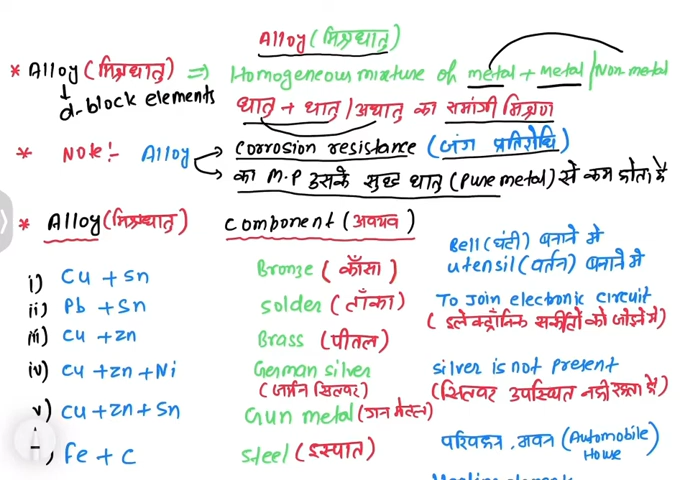 Alloy (मिश्रधातु)
* Alloy (मिश्रधातु) ⇒ Homogeneous mixture of metal + metal / Non-metal
↓
d-block elements
धातु + धातु / अधातु का समांगी मिश्रण
* Note:- Alloy → Corrosion resistance (जंग प्रतिरोधि)
→ का M.P उसके सुद्ध धातु (Pure metal) से कम होता है
* Alloy (मिश्रधातु) Component (अवयव)
i) Cu + Sn Bronze (काँसा) Bell (घंटी) बनाने में
utensil (वर्तन) बनाने में
ii) Pb + Sn Solder (टाँका) To Join electronic circuit
(इलेक्ट्रॉनिक सर्कीटों को जोड़ने में)
iii) Cu + Zn Brass (पीतल)
iv) Cu + Zn + Ni German silver silver is not present
(जर्मन सिल्वर) (सिल्वर उपस्थित नहीं रहता है)
v) Cu + Zn + Sn Gun metal (गन मेटल)
) Fe + C Steel (इस्पात) परिवहन, भवन (Automobile
Howe